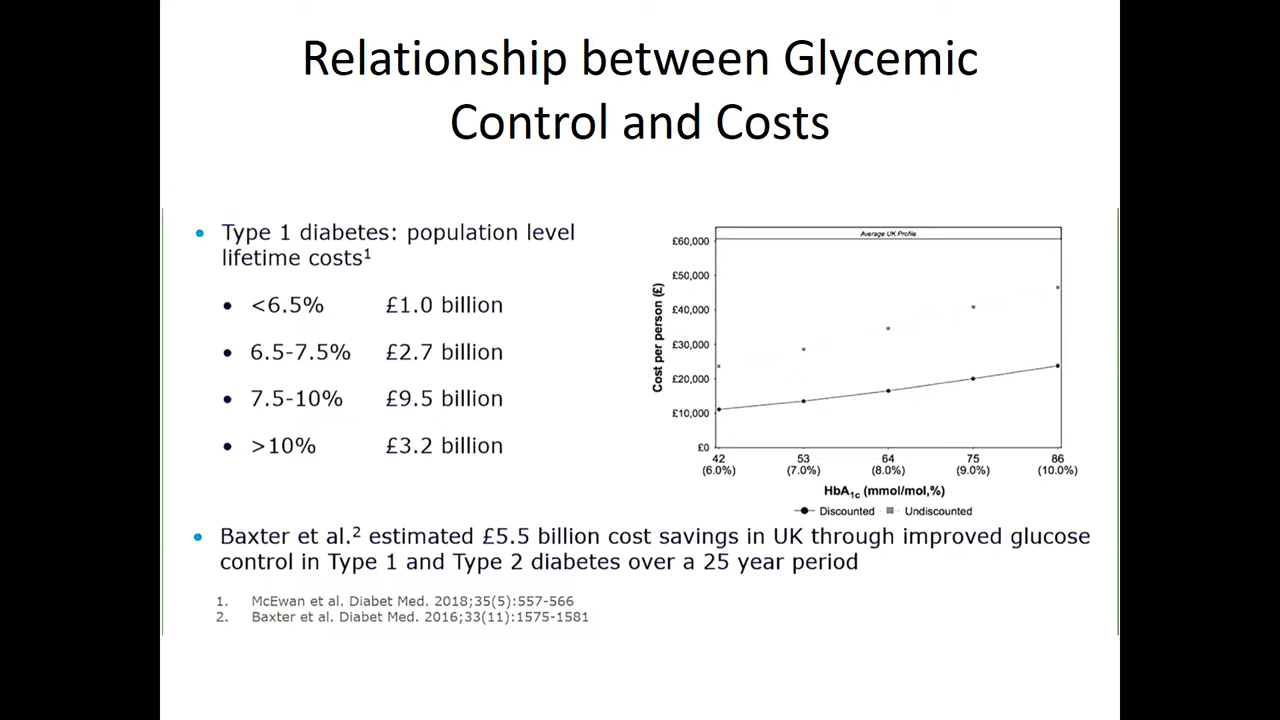 Relationship between Glycemic
Control and Costs
• Type 1 diabetes: population level
lifetime costs¹
• <6.5% £1.0 billion
• 6.5-7.5% £2.7 billion
• 7.5-10% £9.5 billion
• >10% £3.2 billion
Average UK Profile
£60,000
£50,000
£40,000
£30,000
£20,000
£10,000
£0
Cost per person (£)
42 53 64 75 86
(6.0%) (7.0%) (8.0%) (9.0%) (10.0%)
HbA1c (mmol/mol,%)
Discounted Undiscounted
• Baxter et al.² estimated £5.5 billion cost savings in UK through improved glucose
control in Type 1 and Type 2 diabetes over a 25 year period
1. McEwan et al. Diabet Med. 2018;35(5):557-566
2. Baxter et al. Diabet Med. 2016;33(11):1575-1581